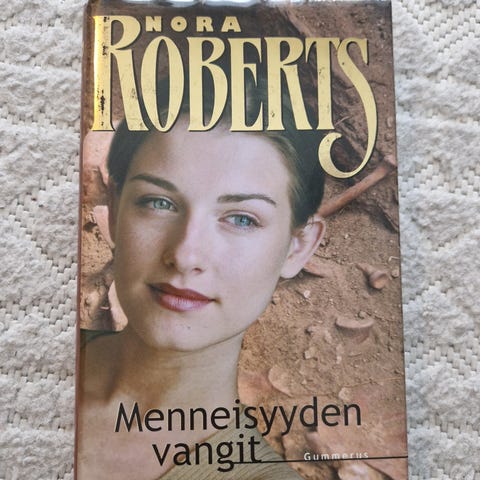 NORA
ROBERTS
Menneisyyden
vangit
Gummerus